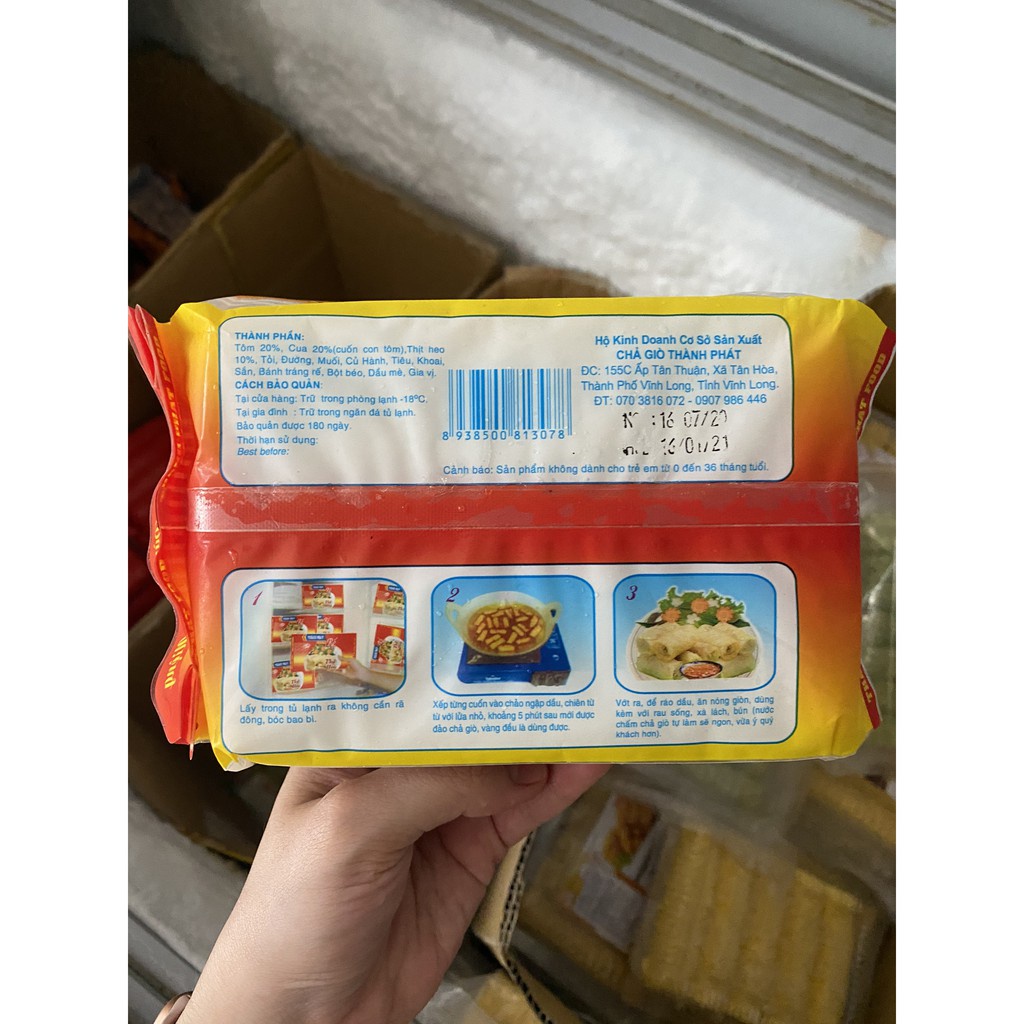 THÀNH PHẦN:
Tôm 20%, Cua 20%(cuốn con tôm),Thịt heo
10%, Tỏi, Đường, Muối, Củ Hành, Tiêu, Khoai,
Sắn, Bánh tráng rế, Bột béo, Dầu mè, Gia vị.
CÁCH BẢO QUẢN:
Tại cửa hàng: Trữ trong phòng lạnh -18°C.
Tại gia đình : Trữ trong ngăn đá tủ lạnh.
Bảo quản được 180 ngày.
Thời hạn sử dụng:
Best before:
8 938500 813078
Hộ Kinh Doanh Cơ Sở Sản Xuất
CHẢ GIÒ THÀNH PHÁT
ĐC: 155C Ấp Tân Thuận, Xã Tân Hòa,
Thành Phố Vĩnh Long, Tỉnh Vĩnh Long.
ĐT: 070 3816 072 - 0907 986 446
:16 07/20
16/01/21
Cảnh báo: Sản phẩm không dành cho trẻ em từ 0 đến 36 tháng tuổi.
1
Lấy trong tủ lạnh ra không cần rã
đông, bóc bao bì.
2
Xếp từng cuốn vào chảo ngập dầu, chiên từ
từ với lửa nhỏ, khoảng 5 phút sau mới được
đảo chả giò, vàng đều là dùng được.
3
Vớt ra, để ráo dầu, ăn nóng giòn, dùng
kèm với rau sống, xà lách, bún (nước
chấm chả giò tự làm sẽ ngon, vừa ý quý
khách hơn).